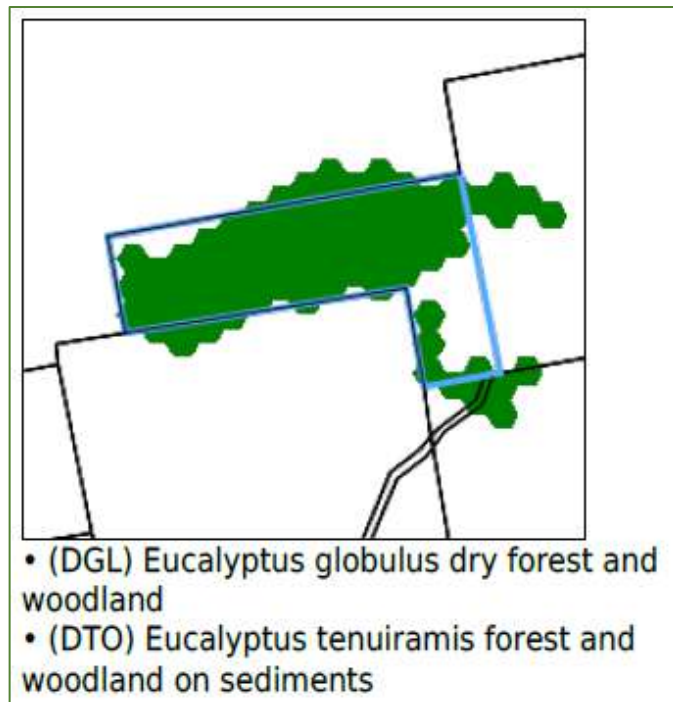 • (DGL) Eucalyptus globulus dry forest and
woodland
• (DTO) Eucalyptus tenuiramis forest and
woodland on sediments